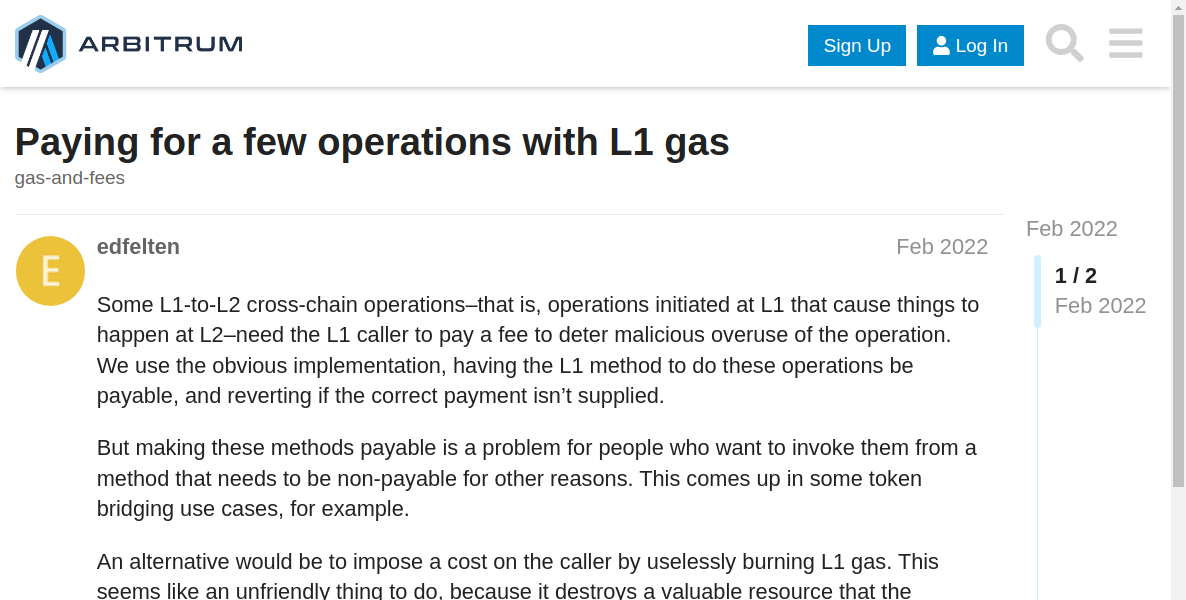 ARBITRUM
Sign Up
Log In
Paying for a few operations with L1 gas
gas-and-fees
E
edfelten
Feb 2022
Some L1-to-L2 cross-chain operations–that is, operations initiated at L1 that cause things to
happen at L2–need the L1 caller to pay a fee to deter malicious overuse of the operation.
We use the obvious implementation, having the L1 method to do these operations be
payable, and reverting if the correct payment isn’t supplied.
But making these methods payable is a problem for people who want to invoke them from a
method that needs to be non-payable for other reasons. This comes up in some token
bridging use cases, for example.
An alternative would be to impose a cost on the caller by uselessly burning L1 gas. This
seems like an unfriendly thing to do, because it destroys a valuable resource that the
Feb 2022
1 / 2
Feb 2022